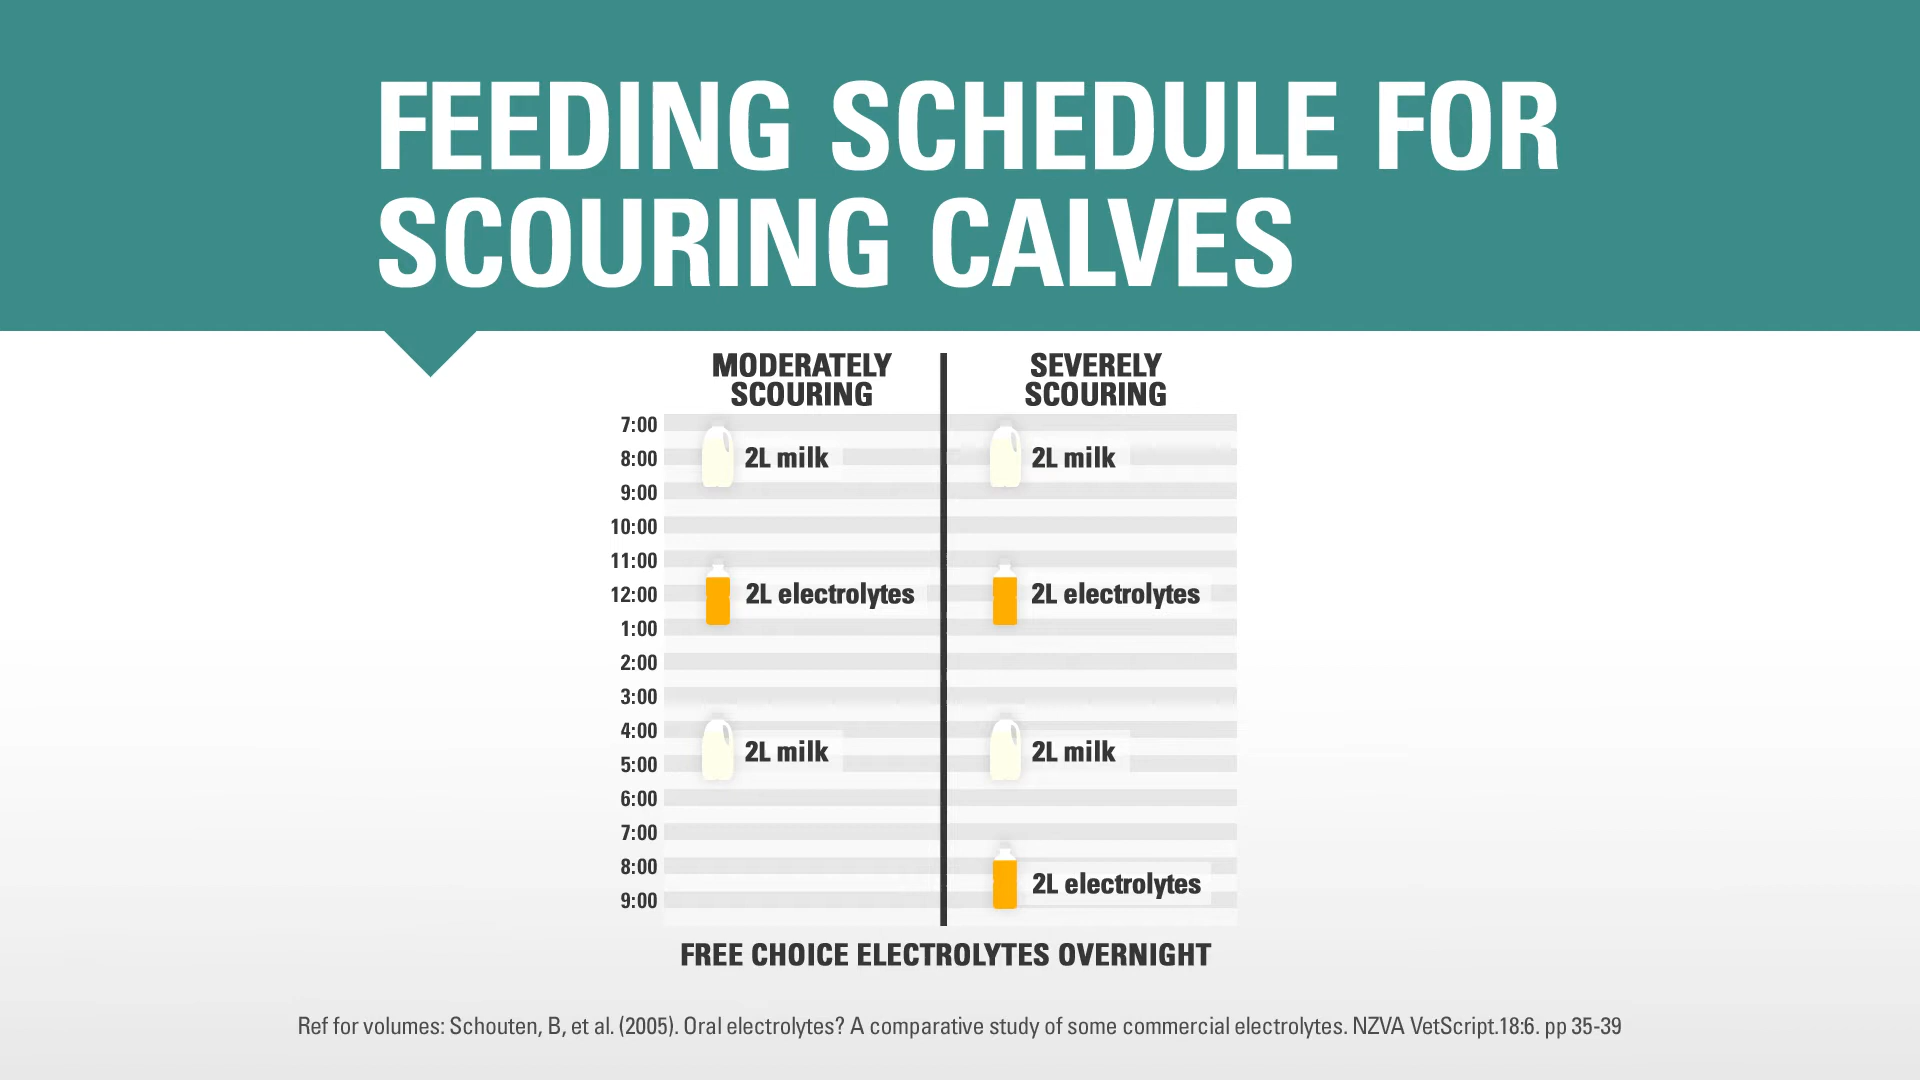 FEEDING SCHEDULE FOR
SCOURING CALVES
MODERATELY
SCOURING
SEVERELY
SCOURING
7:00
8:00 2L milk 2L milk
9:00
10:00
11:00
12:00 2L electrolytes 2L electrolytes
1:00
2:00
3:00
4:00
2L milk 2L milk
5:00
6:00
7:00
8:00
2L electrolytes
9:00
FREE CHOICE ELECTROLYTES OVERNIGHT
Ref for volumes: Schouten, B, et al. (2005). Oral electrolytes? A comparative study of some commercial electrolytes. NZVA VetScript.18:6. pp 35-39